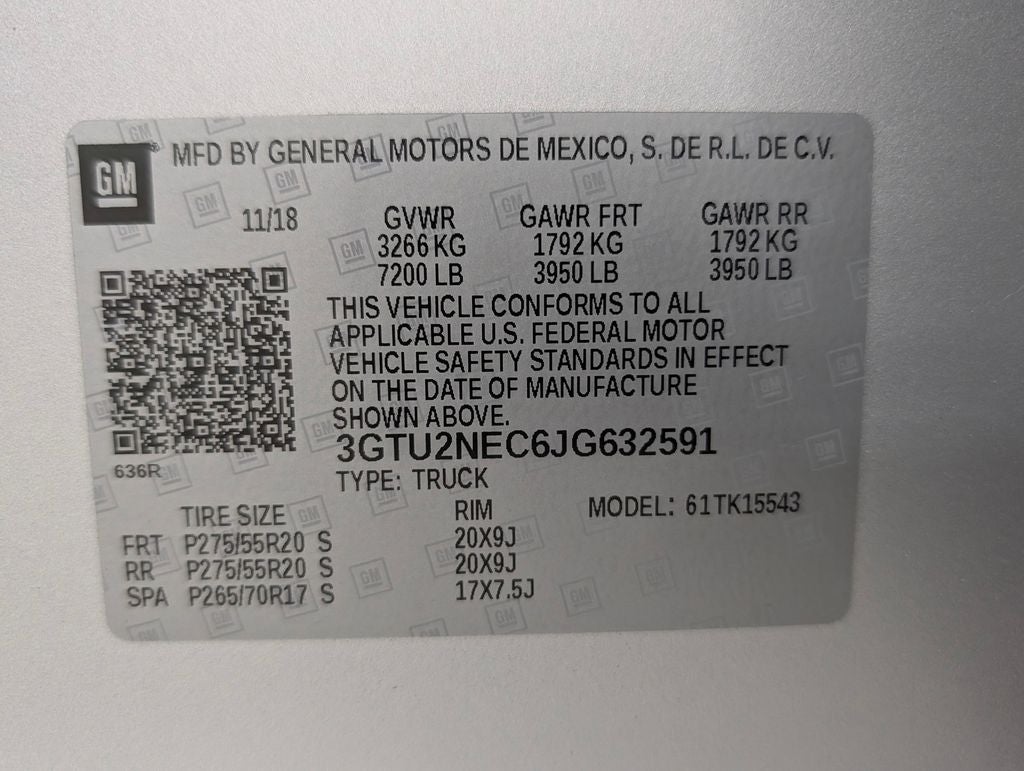 GM
MFD BY GENERAL MOTORS DE MEXICO, S. DE R.L. DE C.V.
11/18 GVWR GAWR FRT GAWR RR
3266 KG 1792 KG 1792 KG
7200 LB 3950 LB 3950 LB
THIS VEHICLE CONFORMS TO ALL
APPLICABLE U.S. FEDERAL MOTOR
VEHICLE SAFETY STANDARDS IN EFFECT
ON THE DATE OF MANUFACTURE
SHOWN ABOVE.
3GTU2NEC6JG632591
636R
TYPE: TRUCK
TIRE SIZE RIM MODEL: 61TK15543
FRT P275/55R20 S 20X9J
RR P275/55R20 S 20X9J
SPA P265/70R17 S 17X7.5J